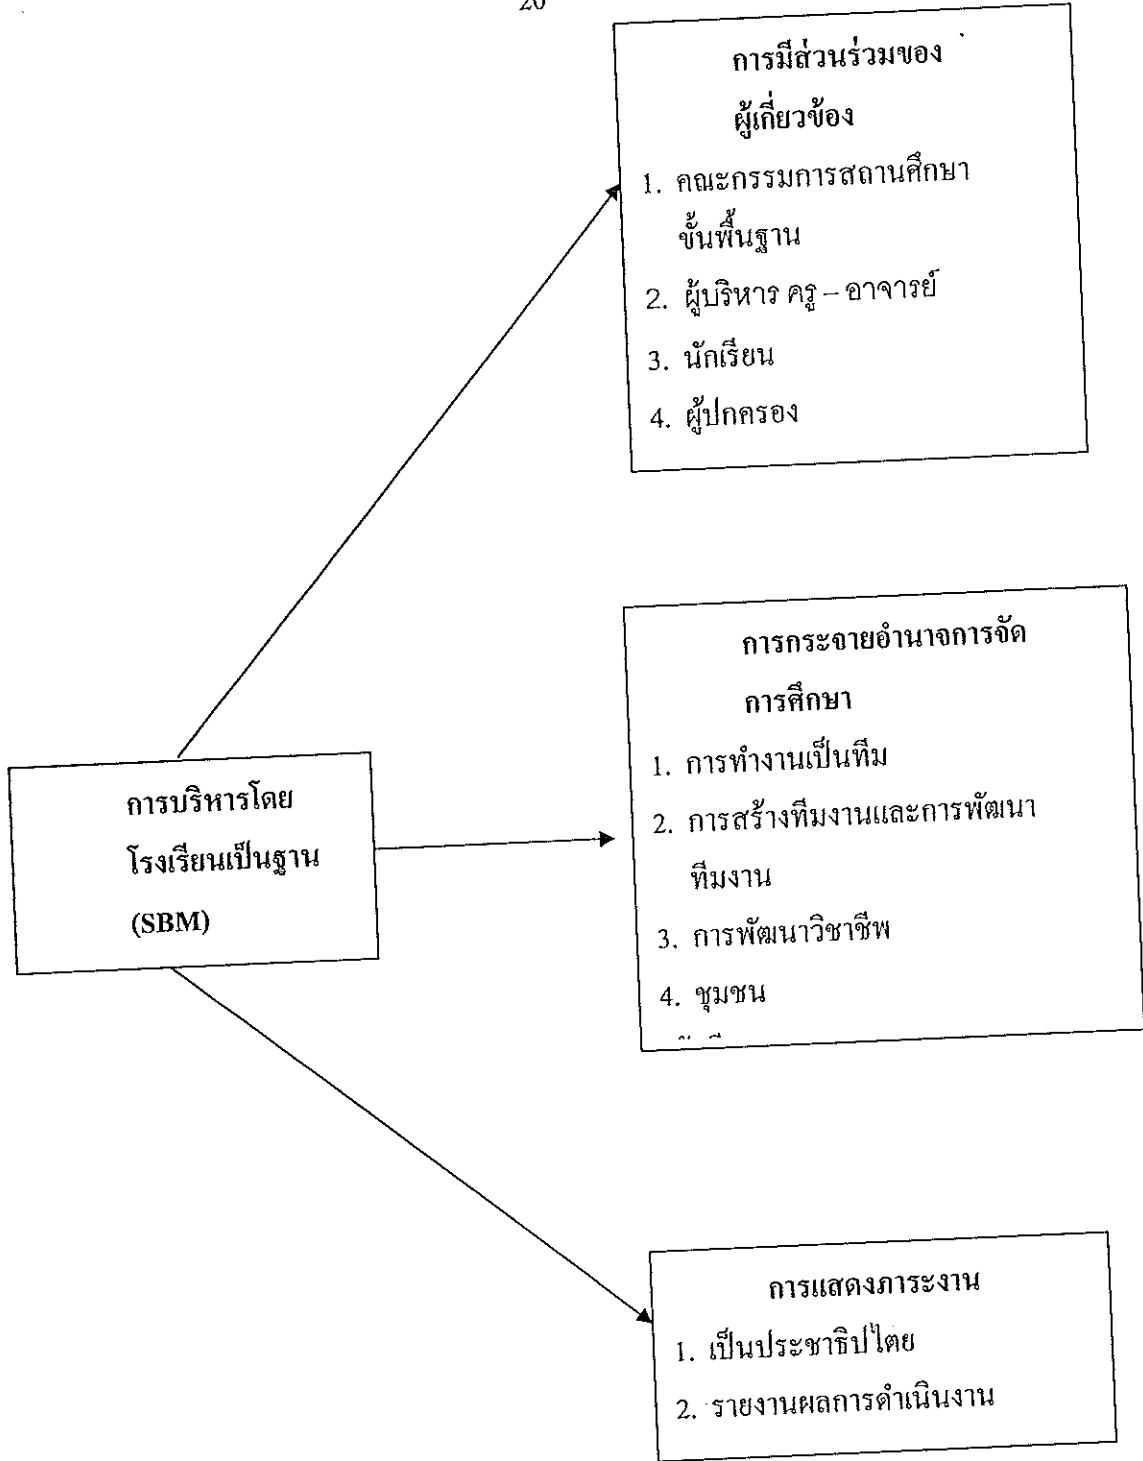 20
การมีส่วนร่วมของ
ผู้เกี่ยวข้อง
1. คณะกรรมการสถานศึกษา
ขั้นพื้นฐาน
2. ผู้บริหาร ครู – อาจารย์
3. นักเรียน
4. ผู้ปกครอง
การกระจายอำนาจการจัด
การศึกษา
1. การทำงานเป็นทีม
2. การสร้างทีมงานและการพัฒนา
ทีมงาน
3. การพัฒนาวิชาชีพ
4. ชุมชน
การบริหารโดย
โรงเรียนเป็นฐาน
(SBM)
การแสดงภาระงาน
1. เป็นประชาธิปไตย
2. รายงานผลการดำเนินงาน